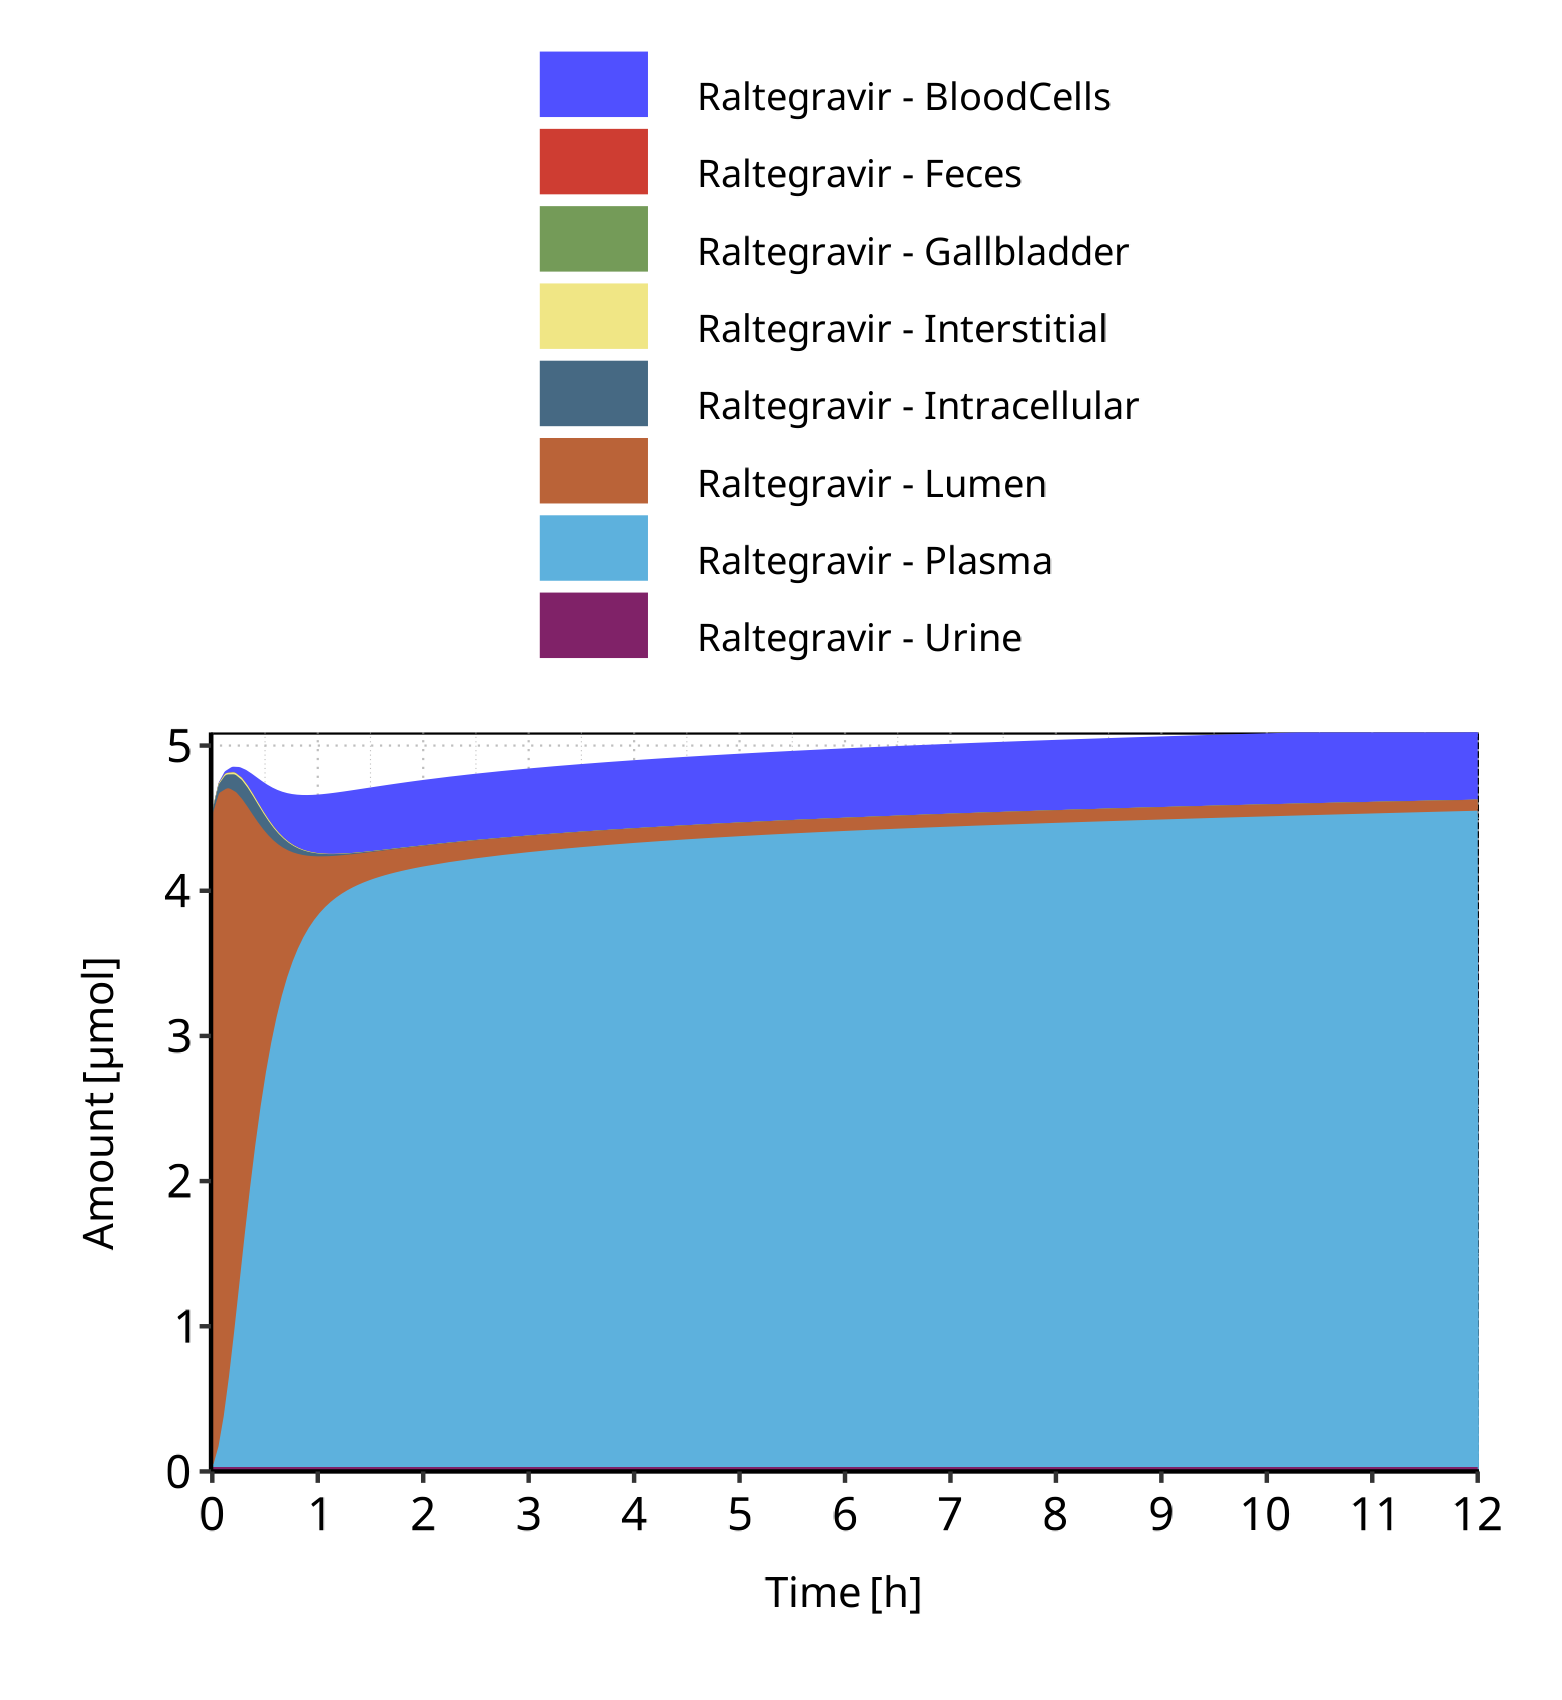 Raltegravir - BloodCells
Raltegravir - Feces
Raltegravir - Gallbladder
Raltegravir - Interstitial
Raltegravir - Intracellular
Raltegravir - Lumen
Raltegravir - Plasma
Raltegravir - Urine
5
4
3
2
1
0
Amount [µmol]
0 1 2 3 4 5 6 7 8 9 10 11 12
Time [h]